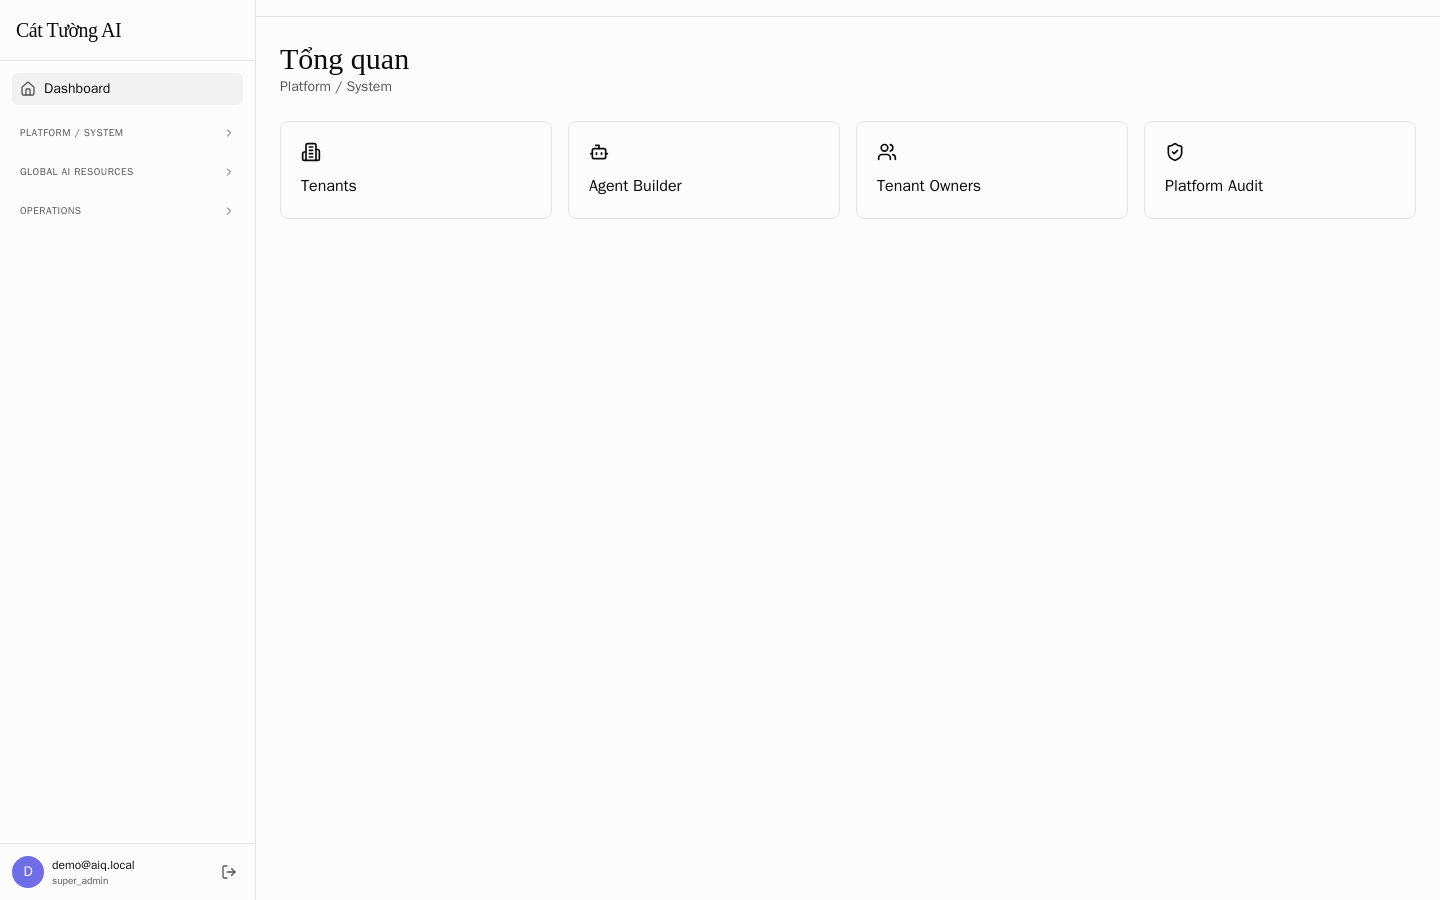 Cát Tường AI
Dashboard
PLATFORM / SYSTEM
GLOBAL AI RESOURCES
OPERATIONS
Tổng quan
Platform / System
Tenants
Agent Builder
Tenant Owners
Platform Audit
D
demo@aiq.local
super_admin